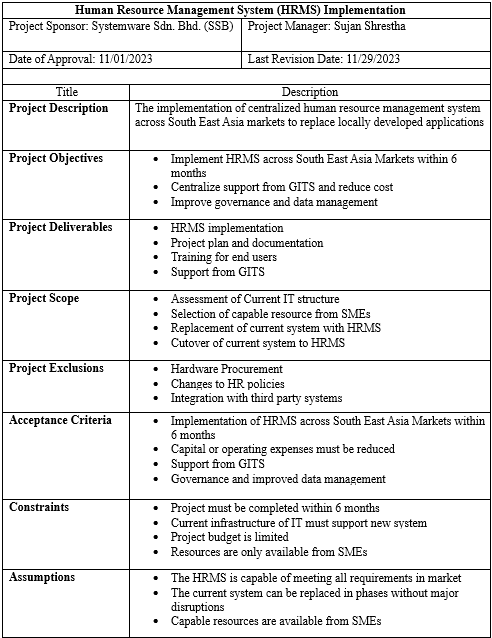 Human Resource Management System (HRMS) Implementation
Project Sponsor: Systemware Sdn. Bhd. (SSB)
Project Manager: Sujan Shrestha
Date of Approval: 11/01/2023
Last Revision Date: 11/29/2023
Title
Description
Project Description
The implementation of centralized human resource management system
across South East Asia markets to replace locally developed applications
Project Objectives
• Implement HRMS across South East Asia Markets within 6
months
• Centralize support from GITS and reduce cost
• Improve governance and data management
Project Deliverables
• HRMS implementation
• Project plan and documentation
• Training for end users
• Support from GITS
Project Scope
• Assessment of Current IT structure
• Selection of capable resource from SMEs
• Replacement of current system with HRMS
• Cutover of current system to HRMS
Project Exclusions
• Hardware Procurement
• Changes to HR policies
• Integration with third party systems
Acceptance Criteria
• Implementation of HRMS across South East Asia Markets within
6 months
• Capital or operating expenses must be reduced
• Support from GITS
• Governance and improved data management
Constraints
• Project must be completed within 6 months
• Current infrastructure of IT must support new system
• Project budget is limited
• Resources are only available from SMEs
Assumptions
• The HRMS is capable of meeting all requirements in market
• The current system can be replaced in phases without major
disruptions
• Capable resources are available from SMEs